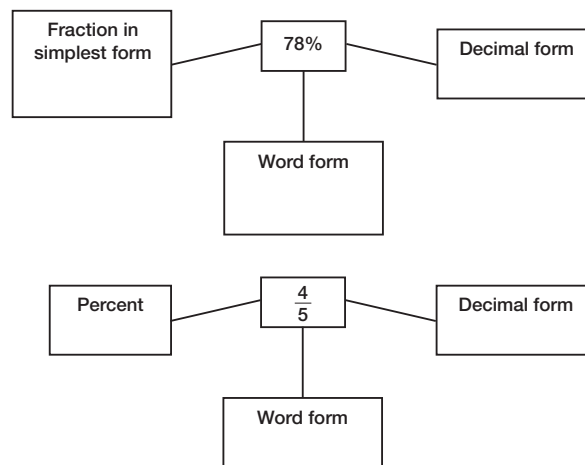 Fraction in
simplest form
78%
Decimal form
Word form
Percent
4
5
Decimal form
Word form